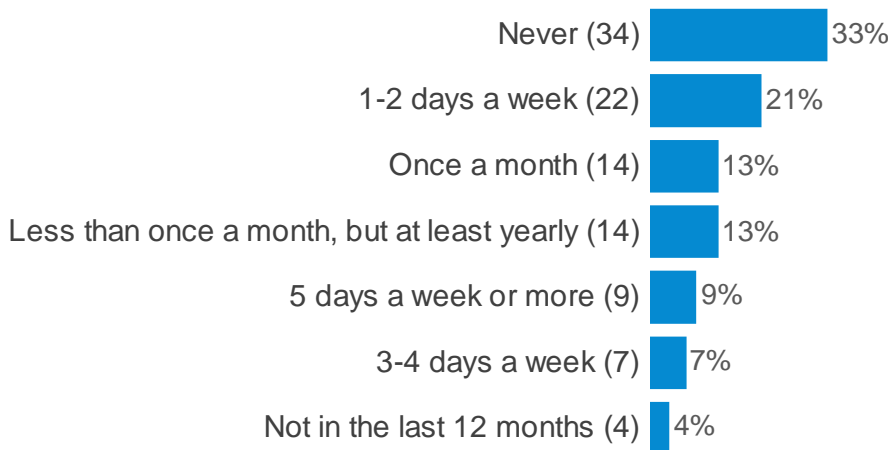 Never (34) 33%
1-2 days a week (22) 21%
Once a month (14) 13%
Less than once a month, but at least yearly (14) 13%
5 days a week or more (9) 9%
3-4 days a week (7) 7%
Not in the last 12 months (4) 4%